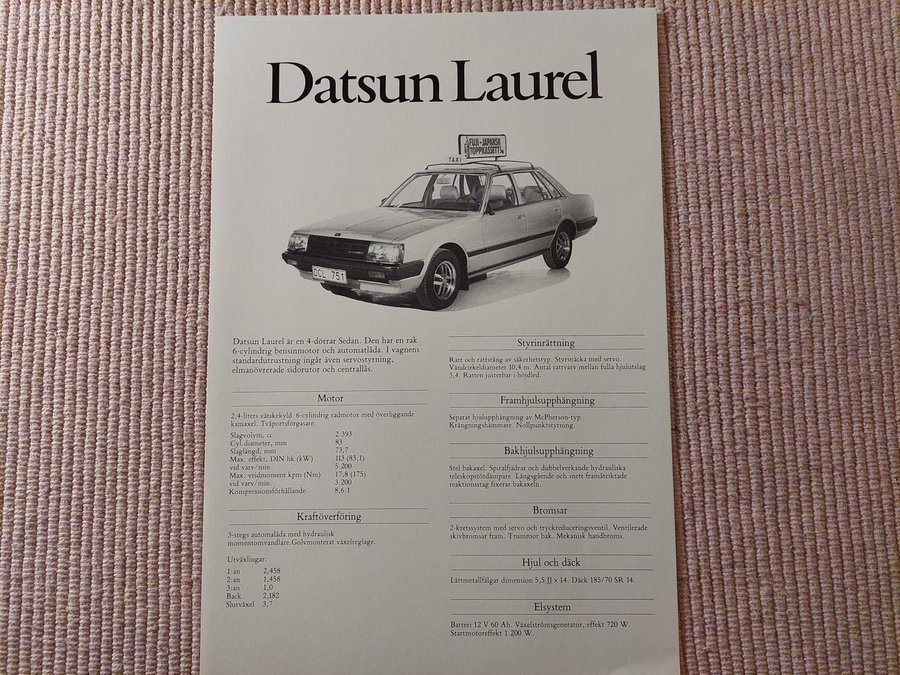 Datsun Laurel
FUJI-JAPANSK
TOPPKASSETT
TAXI
DCL 751
Datsun Laurel är en 4-dörrar Sedan. Den har en rak
6-cylindrig bensinmotor och automatlåda. I vagnens
standardutrustning ingår även servostyrning,
elmanövrerade sidorutor och centrallås.
Motor
2,4-liters vätskekyld 6-cylindrig radmotor med överliggande
kamaxel. Tvåportsförgasare.
Slagvolym, cc 2.393
Cyl.diameter, mm 83
Slaglängd, mm 73,7
Max. effekt, DIN hk (kW) 113 (83,1)
vid varv/min 5.200
Max. vridmoment kpm (Nm) 17,8 (175)
vid varv/min. 3.200
Kompressionsförhållande 8,6:1
Kraftöverföring
3-stegs automatlåda med hydraulisk
momentomvandlare. Golvmonterat växelreglage.
Utväxlingar:
1:an 2,458
2:an 1,458
3:an 1,0
Back 2,182
Slutväxel 3,7
Styrinrättning
Ratt och rattstång av säkerhetstyp. Styrsnäcka med servo.
Vändcirkeldiameter 10,4 m. Antal rattvarv mellan fulla hjulutslag
3,4. Ratten justerbar i höjdled.
Framhjulsupphängning
Separat hjulupphängning av McPherson-typ.
Krängningshämmare. Nollpunktstyrning.
Bakhjulsupphängning
Stel bakaxel. Spiralfjädrar och dubbelverkande hydrauliska
teleskopstötdämpare. Längsgående och snett framåtriktade
reaktionsstag fixerar bakaxeln.
Bromsar
2-kretssystem med servo och tryckreduceringsventil. Ventilerade
skivbromsar fram. Trummor bak. Mekanisk handbroms.
Hjul och däck
Lättmetallfälgar dimension 5,5 JJ × 14. Däck 185/70 SR 14.
Elsystem
Batteri 12 V 60 Ah. Växelströmsgenerator, effekt 720 W.
Startmotoreffekt 1.200 W.